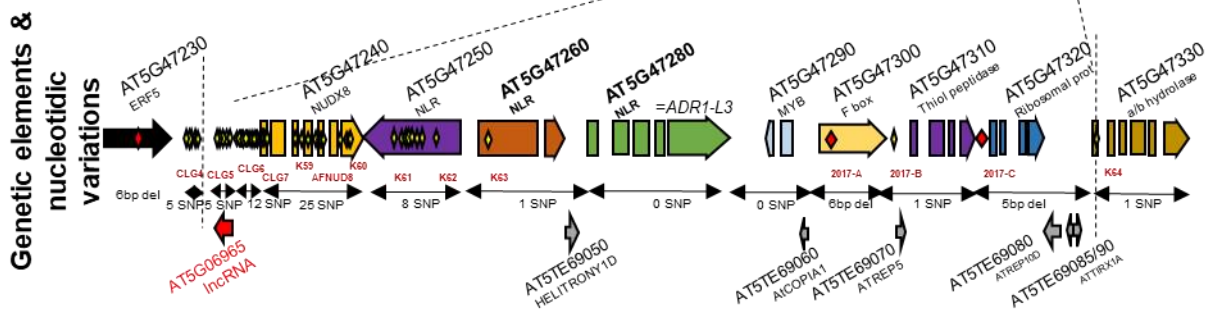 Genetic elements &
nucleotidic
variations
AT5G47230
ERF5
AT5G47240
NUDX8
AT5G47250
NLR
AT5G47260
NLR
AT5G47280
NLR
=ADR1-L3
AT5G47290
MYB
AT5G47300
F box
AT5G47310
Thiol peptidase
AT5G47320
Ribosomal prot
AT5G47330
a/b hydrolase
CLG4
CLG5
CLG6
CLG7
K59
AFNUD8
K60
K61
K62
K63
2017-A
2017-B
2017-C
K64
6bp del
5 SNP
5 SNP
12 SNP
25 SNP
8 SNP
1 SNP
0 SNP
0 SNP
6bp del
1 SNP
5bp del
1 SNP
AT5G06965
lncRNA
AT5TE69050
HELITRONY1D
AT5TE69060
AtCOPIA1
AT5TE69070
ATREP5
AT5TE69080
ATREP10D
AT5TE69085/90
ATTIRX1A